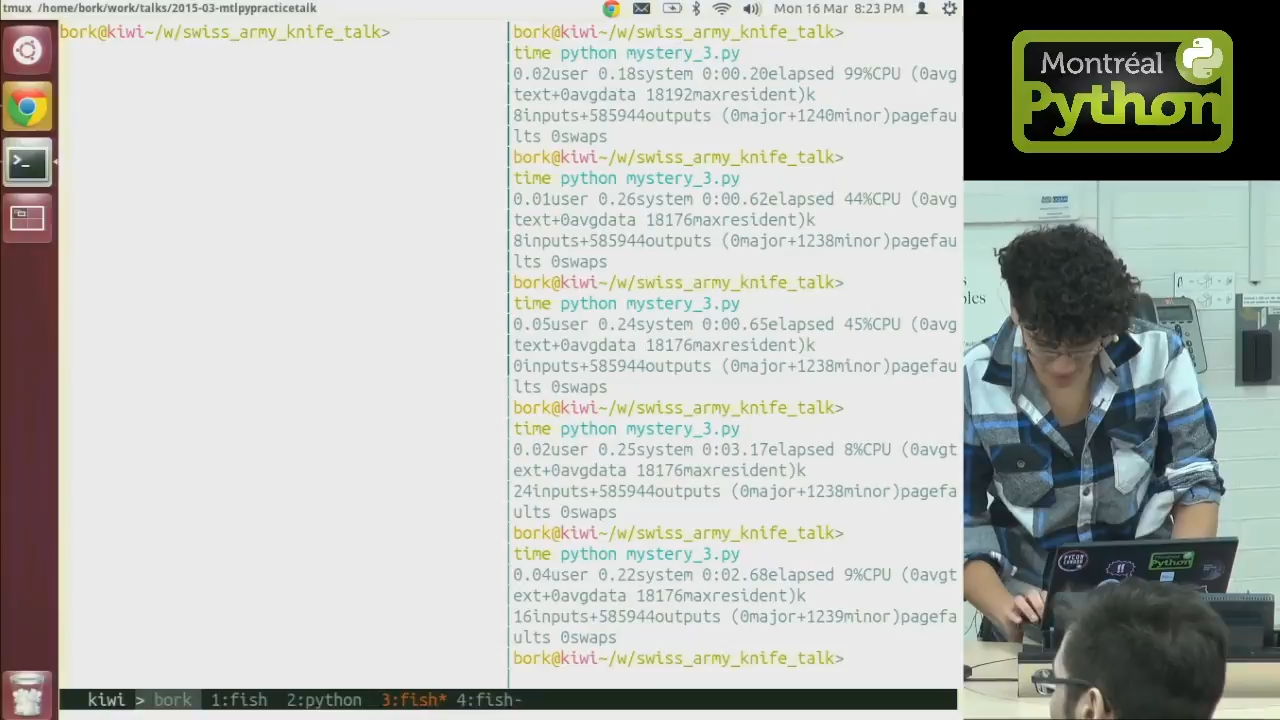 tmux /home/bork/work/talks/2015-03-mtlpypracticetalk
Mon 16 Mar 8:23 PM
bork@kiwi~/w/swiss_army_knife_talk>
bork@kiwi~/w/swiss_army_knife_talk>
time python mystery_3.py
0.02user 0.18system 0:00.20elapsed 99%CPU (0avg
text+0avgdata 18192maxresident)k
8inputs+585944outputs (0major+1240minor)pagefau
lts 0swaps
bork@kiwi~/w/swiss_army_knife_talk>
time python mystery_3.py
0.01user 0.26system 0:00.62elapsed 44%CPU (0avg
text+0avgdata 18176maxresident)k
8inputs+585944outputs (0major+1238minor)pagefau
lts 0swaps
bork@kiwi~/w/swiss_army_knife_talk>
time python mystery_3.py
0.05user 0.24system 0:00.65elapsed 45%CPU (0avg
text+0avgdata 18176maxresident)k
0inputs+585944outputs (0major+1238minor)pagefau
lts 0swaps
bork@kiwi~/w/swiss_army_knife_talk>
time python mystery_3.py
0.02user 0.25system 0:03.17elapsed 8%CPU (0avgt
ext+0avgdata 18176maxresident)k
24inputs+585944outputs (0major+1238minor)pagefa
ults 0swaps
bork@kiwi~/w/swiss_army_knife_talk>
time python mystery_3.py
0.04user 0.22system 0:02.68elapsed 9%CPU (0avgt
ext+0avgdata 18176maxresident)k
16inputs+585944outputs (0major+1239minor)pagefa
ults 0swaps
bork@kiwi~/w/swiss_army_knife_talk>
kiwi > bork 1:fish 2:python 3:fish* 4:fish-
Montréal
Python
PYCON
CANADA
!!
Montréal
Python